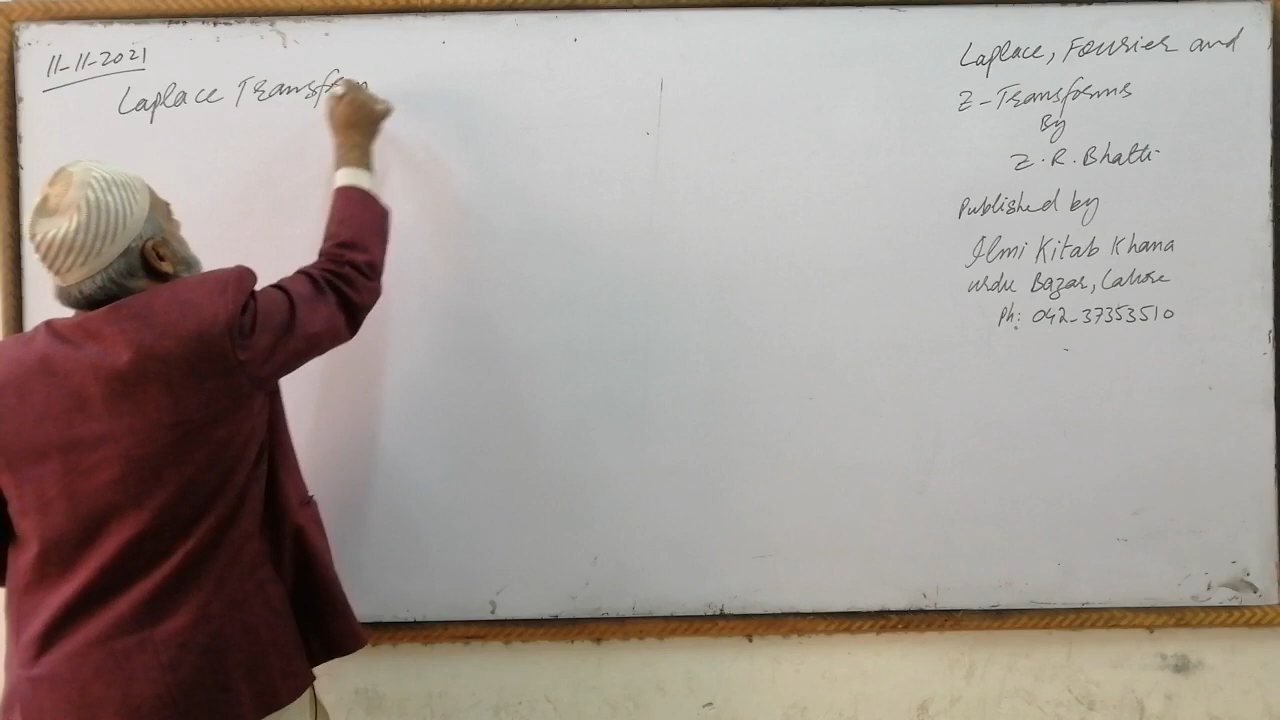 11-11-2021
Laplace Transform
Laplace, Fourier and
Z-Transforms
By
Z.R. Bhatti
Published by
Ilmi Kitab Khana
Urdu Bazar, Lahore
Ph: 042-37353510